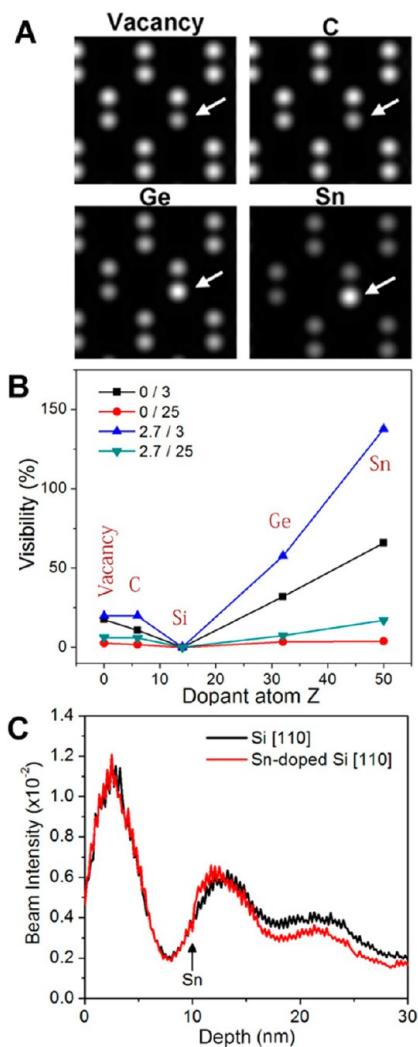 A
Vacancy
C
Ge
Sn
B
0 / 3
0 / 25
2.7 / 3
2.7 / 25
Vacancy
C
Si
Ge
Sn
150
100
50
0
Visibility (%)
0 10 20 30 40 50
Dopant atom Z
C
Si [110]
Sn-doped Si [110]
1.4
1.2
1.0
0.8
0.6
0.4
0.2
0.0
Beam Intensity (x10⁻²)
Sn
0 10 20 30
Depth (nm)